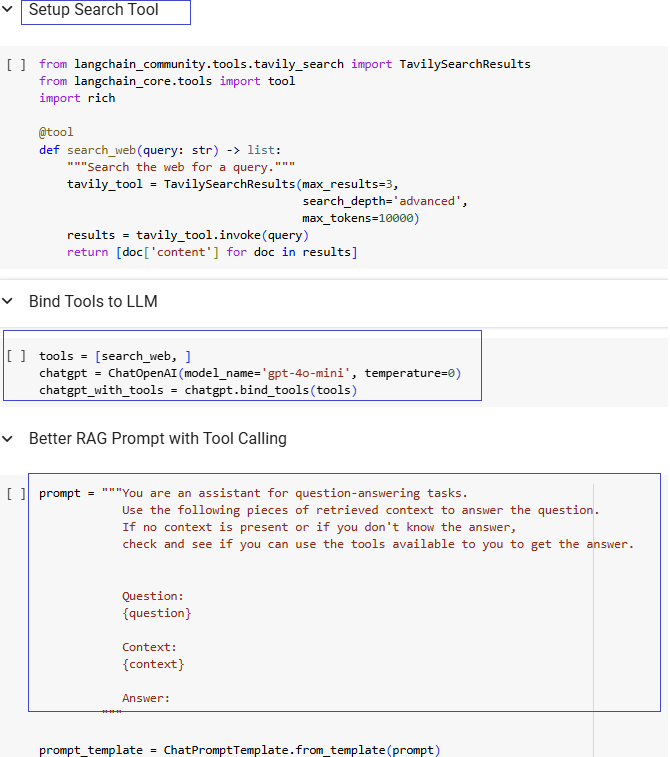 Setup Search Tool
[ ] from langchain_community.tools.tavily_search import TavilySearchResults
from langchain_core.tools import tool
import rich
@tool
def search_web(query: str) -> list:
"""Search the web for a query."""
tavily_tool = TavilySearchResults(max_results=3,
search_depth='advanced',
max_tokens=10000)
results = tavily_tool.invoke(query)
return [doc['content'] for doc in results]
Bind Tools to LLM
[ ] tools = [search_web, ]
chatgpt = ChatOpenAI(model_name='gpt-4o-mini', temperature=0)
chatgpt_with_tools = chatgpt.bind_tools(tools)
Better RAG Prompt with Tool Calling
[ ] prompt = """You are an assistant for question-answering tasks.
Use the following pieces of retrieved context to answer the question.
If no context is present or if you don't know the answer,
check and see if you can use the tools available to you to get the answer.
Question:
{question}
Context:
{context}
Answer:
"""
prompt_template = ChatPromptTemplate.from_template(prompt)